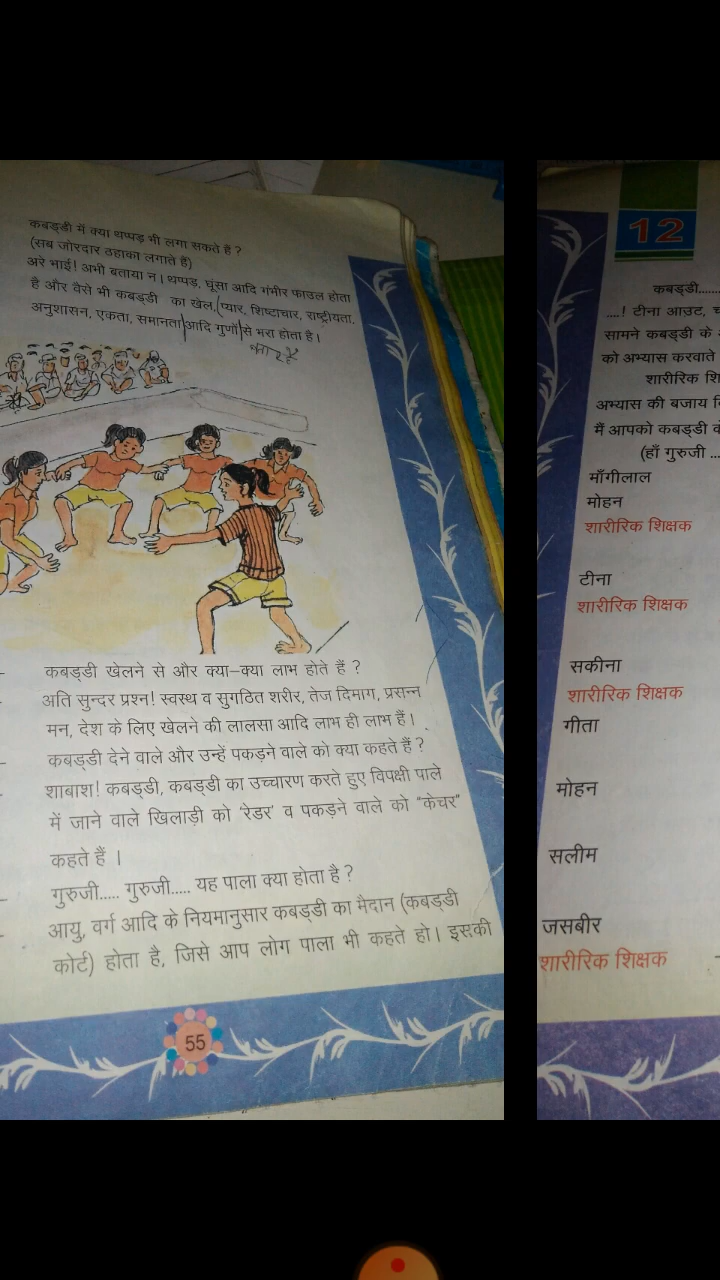 कबड्डी में क्या थप्पड़ भी लगा सकते हैं ?
(सब जोरदार ठहाका लगाते हैं)
अरे भाई! अभी बताया न। थप्पड़, घूंसा आदि गंभीर फाउल होता
है और वैसे भी कबड्डी का खेल, प्यार, शिष्टाचार, राष्ट्रीयता,
अनुशासन, एकता, समानता आदि गुणों से भरा होता है।
कबड्डी खेलने से और क्या–क्या लाभ होते हैं ?
अति सुन्दर प्रश्न! स्वस्थ व सुगठित शरीर, तेज दिमाग, प्रसन्न
मन, देश के लिए खेलने की लालसा आदि लाभ ही लाभ हैं।
कबड्डी देने वाले और उन्हें पकड़ने वाले को क्या कहते हैं ?
शाबाश! कबड्डी, कबड्डी का उच्चारण करते हुए विपक्षी पाले
में जाने वाले खिलाड़ी को ‘रेडर’ व पकड़ने वाले को “केचर”
कहते हैं ।
गुरुजी..... गुरुजी..... यह पाला क्या होता है ?
आयु, वर्ग आदि के नियमानुसार कबड्डी का मैदान (कबड्डी
कोर्ट) होता है, जिसे आप लोग पाला भी कहते हो। इसकी
55
12
कबड्डी.......
....! टीना आउट,
सामने कबड्डी के
को अभ्यास करवाते
शारीरिक
अभ्यास की बजाय
मैं आपको कबड्डी
(हाँ गुरुजी ...
माँगीलाल
मोहन
शारीरिक शिक्षक
टीना
शारीरिक शिक्षक
सकीना
शारीरिक शिक्षक
गीता
मोहन
सलीम
जसबीर
शारीरिक शिक्षक